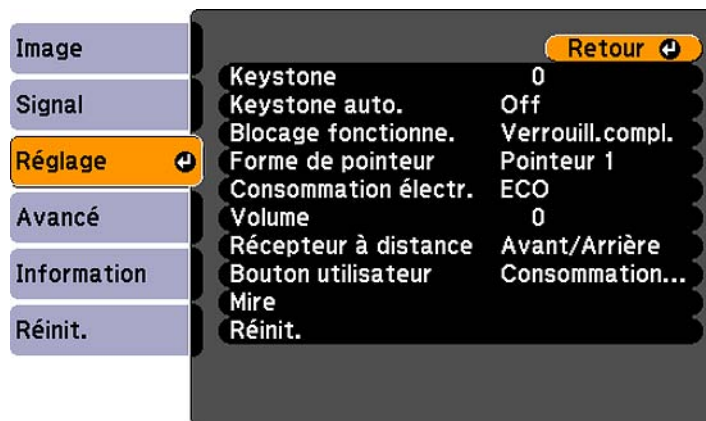 Image
Signal
Réglage
Avancé
Information
Réinit.
Retour
Keystone 0
Keystone auto. Off
Blocage fonctionne. Verrouill.compl.
Forme de pointeur Pointeur 1
Consommation électr. ECO
Volume 0
Récepteur à distance Avant/Arrière
Bouton utilisateur Consommation...
Mire
Réinit.